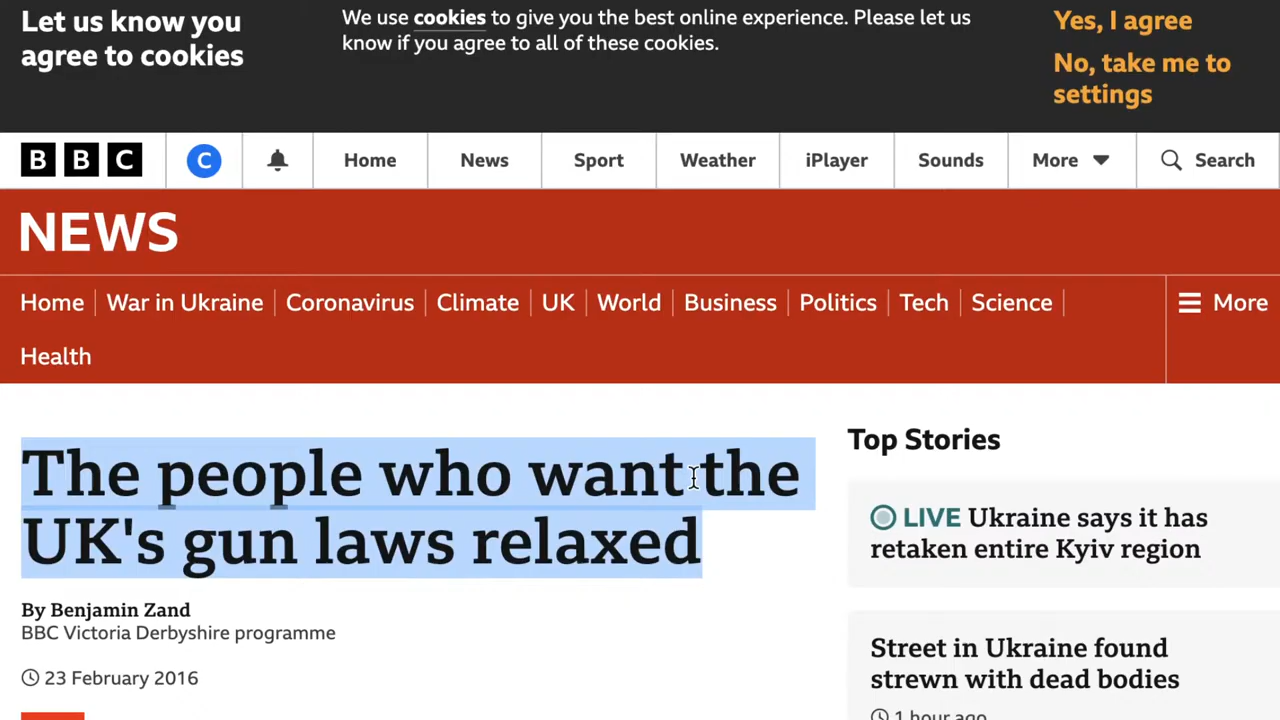 Let us know you
agree to cookies
We use cookies to give you the best online experience. Please let us
know if you agree to all of these cookies.
Yes, I agree
No, take me to
settings
BBC
C
Home
News
Sport
Weather
iPlayer
Sounds
More
Search
NEWS
Home
War in Ukraine
Coronavirus
Climate
UK
World
Business
Politics
Tech
Science
More
Health
The people who want the
UK's gun laws relaxed
By Benjamin Zand
BBC Victoria Derbyshire programme
23 February 2016
Top Stories
LIVE Ukraine says it has
retaken entire Kyiv region
Street in Ukraine found
strewn with dead bodies
1 hour ago